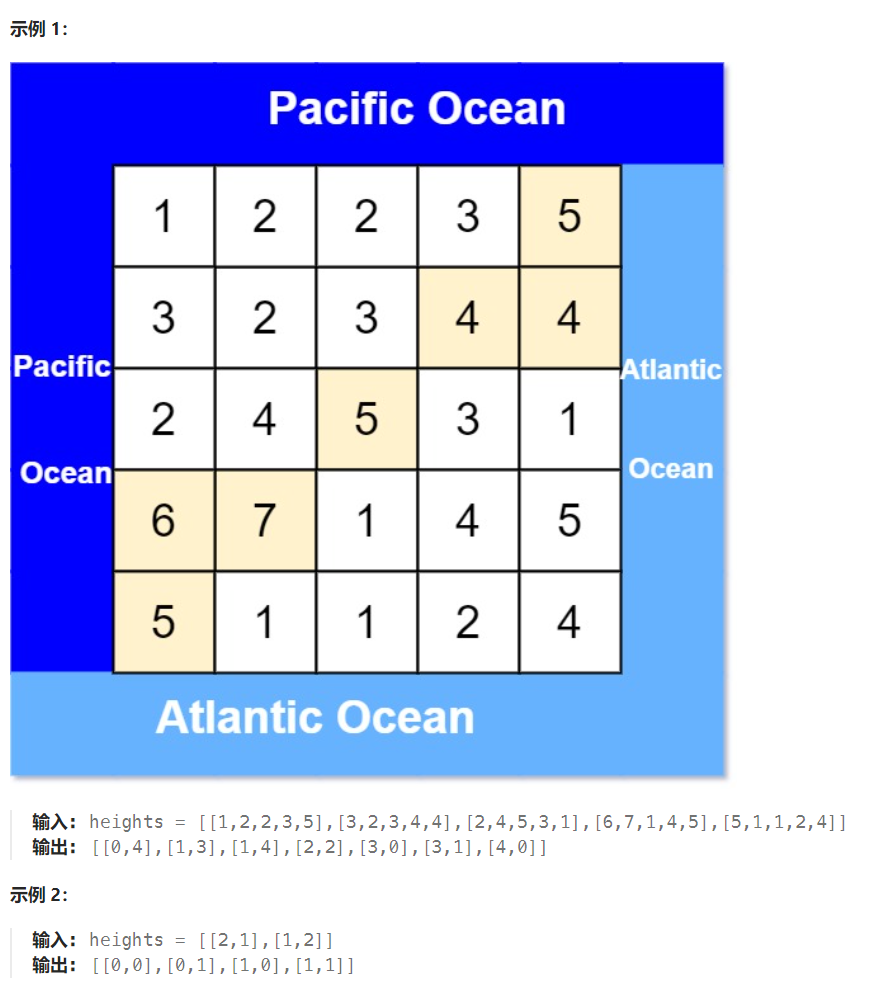 示例 1：
Pacific Ocean
1 2 2 3 5
3 2 3 4 4
Pacific
Atlantic
2 4 5 3 1
Ocean
Ocean
6 7 1 4 5
5 1 1 2 4
Atlantic Ocean
输入: heights = [[1,2,2,3,5],[3,2,3,4,4],[2,4,5,3,1],[6,7,1,4,5],[5,1,1,2,4]]
输出: [[0,4],[1,3],[1,4],[2,2],[3,0],[3,1],[4,0]]
示例 2：
输入: heights = [[2,1],[1,2]]
输出: [[0,0],[0,1],[1,0],[1,1]]